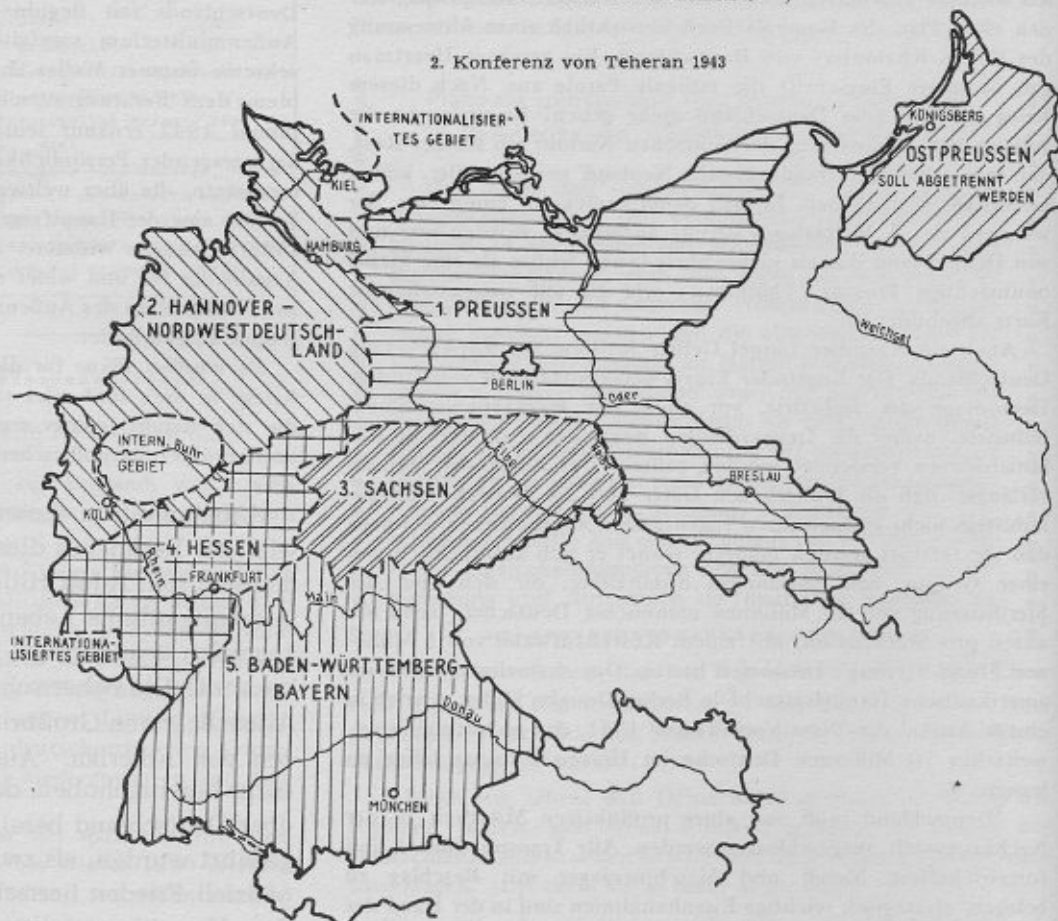 2. Konferenz von Teheran 1943
INTERNATIONALISIER-
TES GEBIET
KIEL
HAMBURG
KÖNIGSBERG
OSTPREUSSEN
SOLL ABGETRENNT
WERDEN
2. HANNOVER –
NORDWESTDEUTSCH-
LAND
1. PREUSSEN
BERLIN
Weichsel
Oder
INTERN.
GEBIET
Ruhr
KÖLN
3. SACHSEN
Elbe
Neiße
BRESLAU
4. HESSEN
Rhein
FRANKFURT
Main
INTERNATIONA-
LISIERTES GEBIET
5. BADEN-WÜRTTEMBERG-
BAYERN
Donau
MÜNCHEN